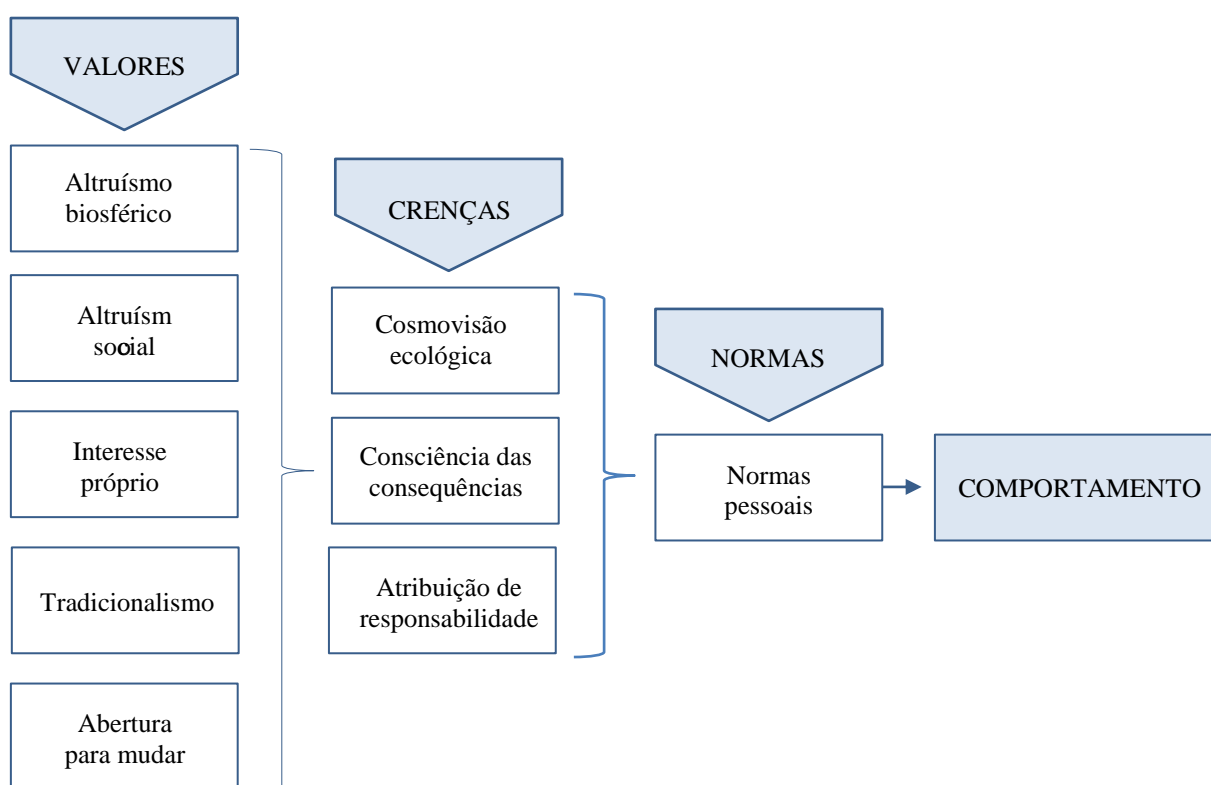 VALORES
Altruísmo
biosférico
Altruísm
sooial
Interesse
próprio
Tradicionalismo
Abertura
para mudar
CRENÇAS
Cosmovisão
ecológica
Consciência das
consequências
Atribuição de
responsabilidade
NORMAS
Normas
pessoais
COMPORTAMENTO